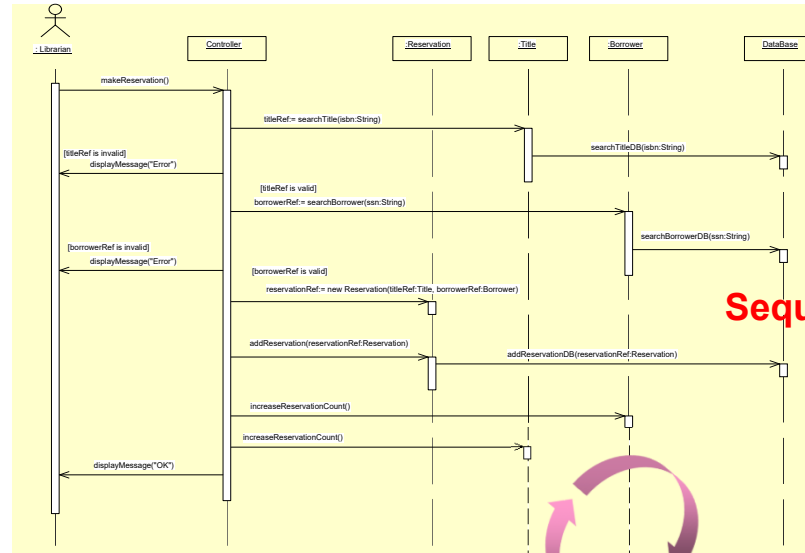 : Librarian
Controller
:Reservation
:Title
:Borrower
DataBase
makeReservation()
titleRef:= searchTitle(isbn:String)
searchTitleDB(isbn:String)
[titleRef is invalid]
displayMessage("Error")
[titleRef is valid]
borrowerRef:= searchBorrower(ssn:String)
searchBorrowerDB(ssn:String)
[borrowerRef is invalid]
displayMessage("Error")
[borrowerRef is valid]
reservationRef:= new Reservation(titleRef:Title, borrowerRef:Borrower)
Sequ
addReservation(reservationRef:Reservation)
addReservationDB(reservationRef:Reservation)
increaseReservationCount()
increaseReservationCount()
displayMessage("OK")